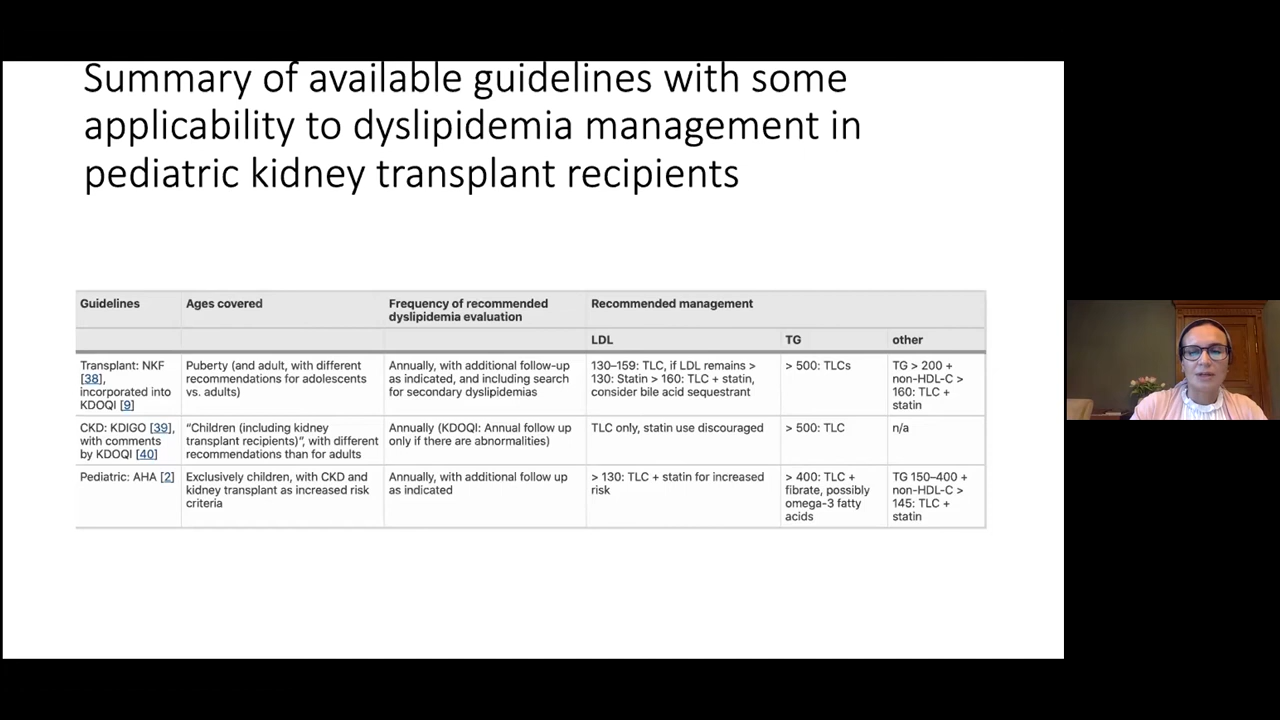 Summary of available guidelines with some
applicability to dyslipidemia management in
pediatric kidney transplant recipients
Guidelines
Ages covered
Frequency of recommended
dyslipidemia evaluation
Recommended management
LDL
TG
other
Transplant: NKF
[38],
incorporated into
KDOQI [9]
Puberty (and adult, with different
recommendations for adolescents
vs. adults)
Annually, with additional follow-up
as indicated, and including search
for secondary dyslipidemias
130–159: TLC, if LDL remains >
130: Statin > 160: TLC + statin,
consider bile acid sequestrant
> 500: TLCs
TG > 200 +
non-HDL-C >
160: TLC +
statin
CKD: KDIGO [39],
with comments
by KDOQI [40]
“Children (including kidney
transplant recipients)”, with different
recommendations than for adults
Annually (KDOQI: Annual follow up
only if there are abnormalities)
TLC only, statin use discouraged
> 500: TLC
n/a
Pediatric: AHA [2]
Exclusively children, with CKD and
kidney transplant as increased risk
criteria
Annually, with additional follow up
as indicated
> 130: TLC + statin for increased
risk
> 400: TLC +
fibrate, possibly
omega-3 fatty
acids
TG 150–400 +
non-HDL-C >
145: TLC +
statin